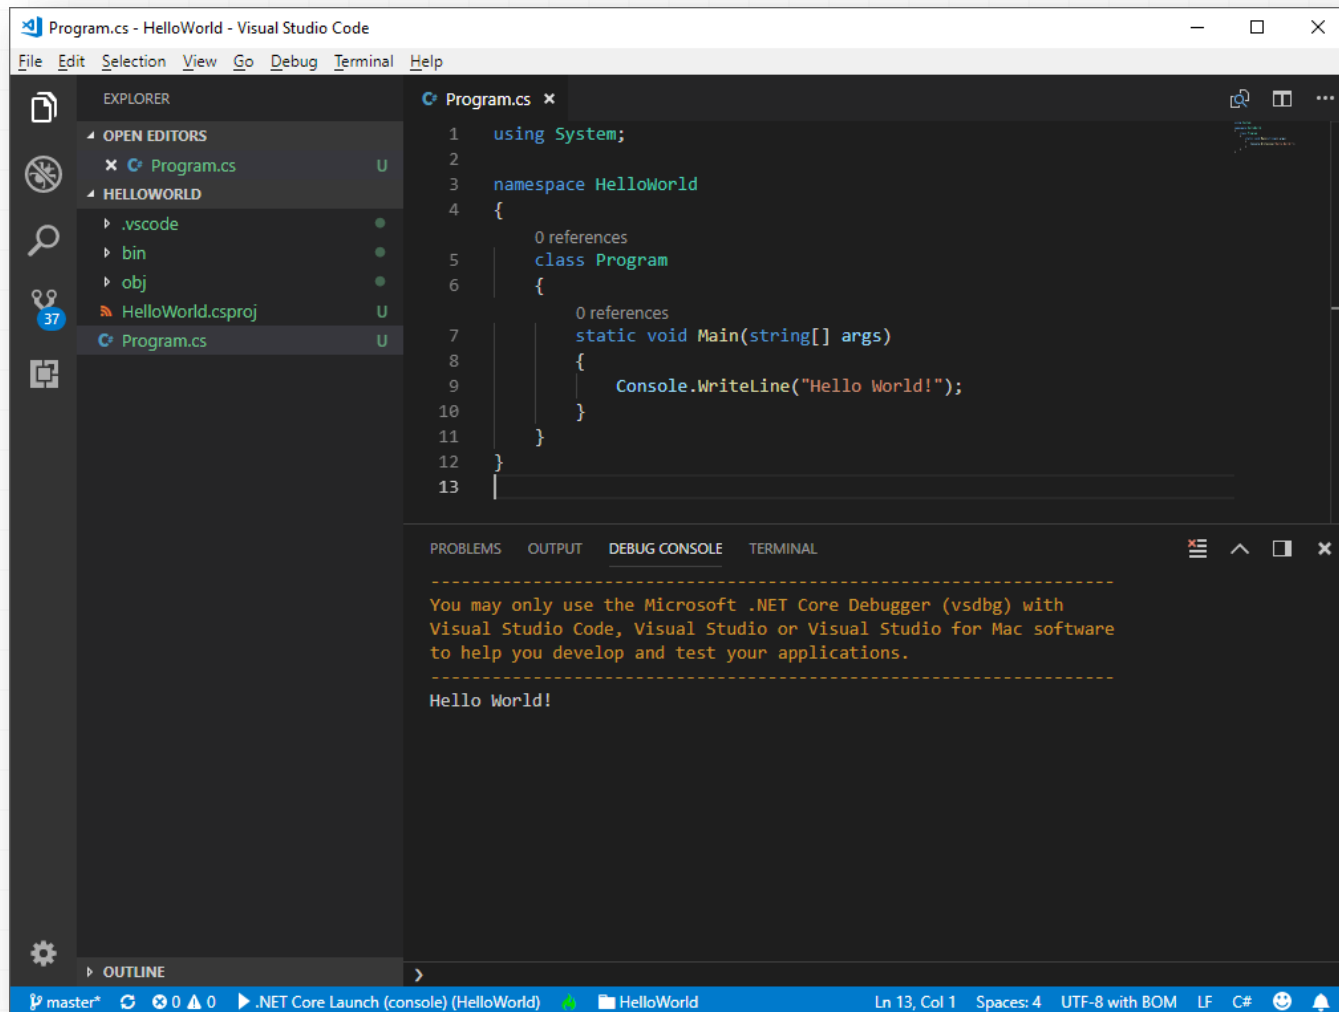 Program.cs - HelloWorld - Visual Studio Code
File Edit Selection View Go Debug Terminal Help
EXPLORER
OPEN EDITORS
Program.cs U
HELLOWORLD
.vscode
bin
obj
HelloWorld.csproj U
Program.cs U
37
OUTLINE
Program.cs
1 using System;
2
3 namespace HelloWorld
4 {
0 references
5 class Program
6 {
0 references
7 static void Main(string[] args)
8 {
9 Console.WriteLine("Hello World!");
10 }
11 }
12 }
13
PROBLEMS OUTPUT DEBUG CONSOLE TERMINAL
-------------------------------------------------------------------
You may only use the Microsoft .NET Core Debugger (vsdbg) with
Visual Studio Code, Visual Studio or Visual Studio for Mac software
to help you develop and test your applications.
-------------------------------------------------------------------
Hello World!
master* 0 0 .NET Core Launch (console) (HelloWorld) HelloWorld Ln 13, Col 1 Spaces: 4 UTF-8 with BOM LF C#